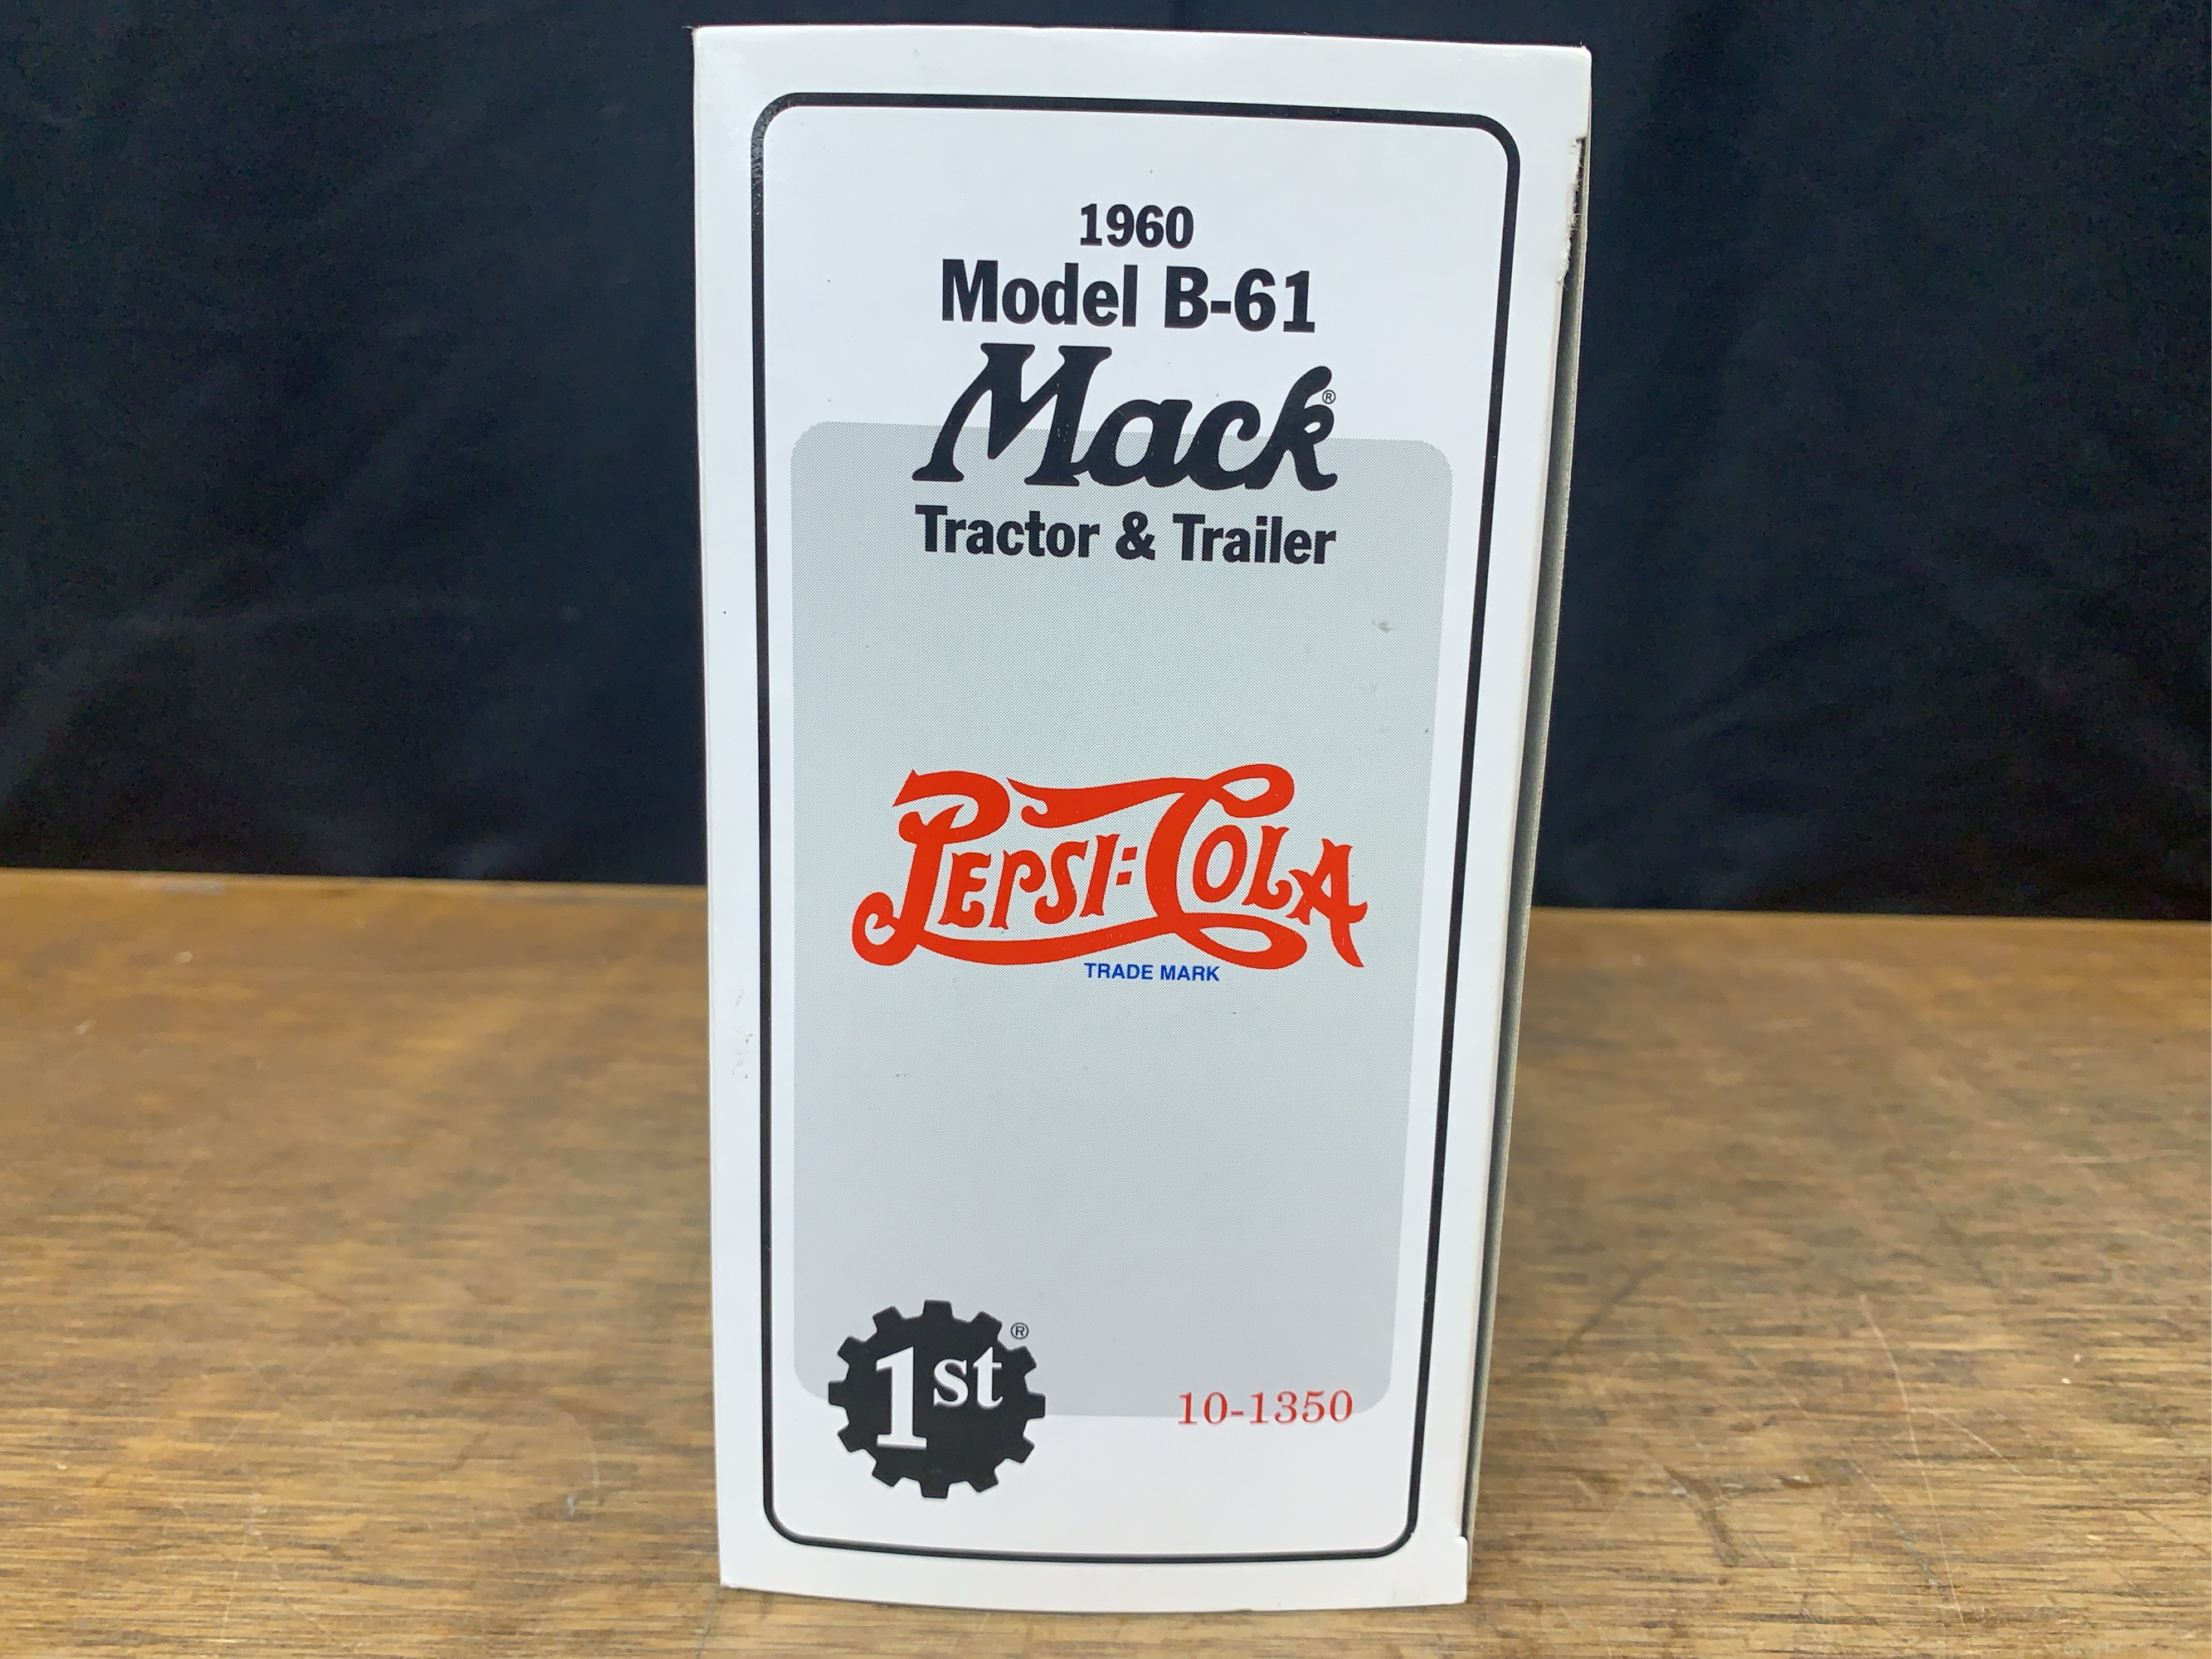 1960
Model B-61
Mack®
Tractor & Trailer
PEPSI:COLA
TRADE MARK
1st®
10-1350